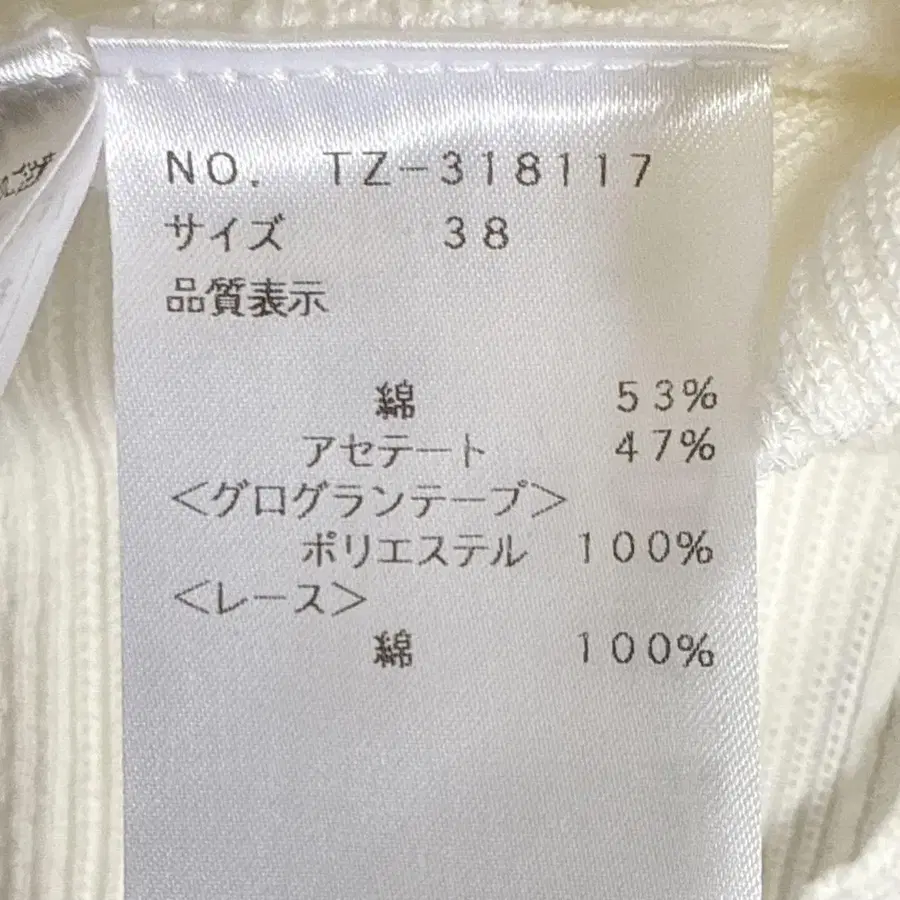 NO. TZ-318117
サイズ 38
品質表示
綿 53%
アセテート 47%
<グログランテープ>
ポリエステル 100%
<レース>
綿 100%